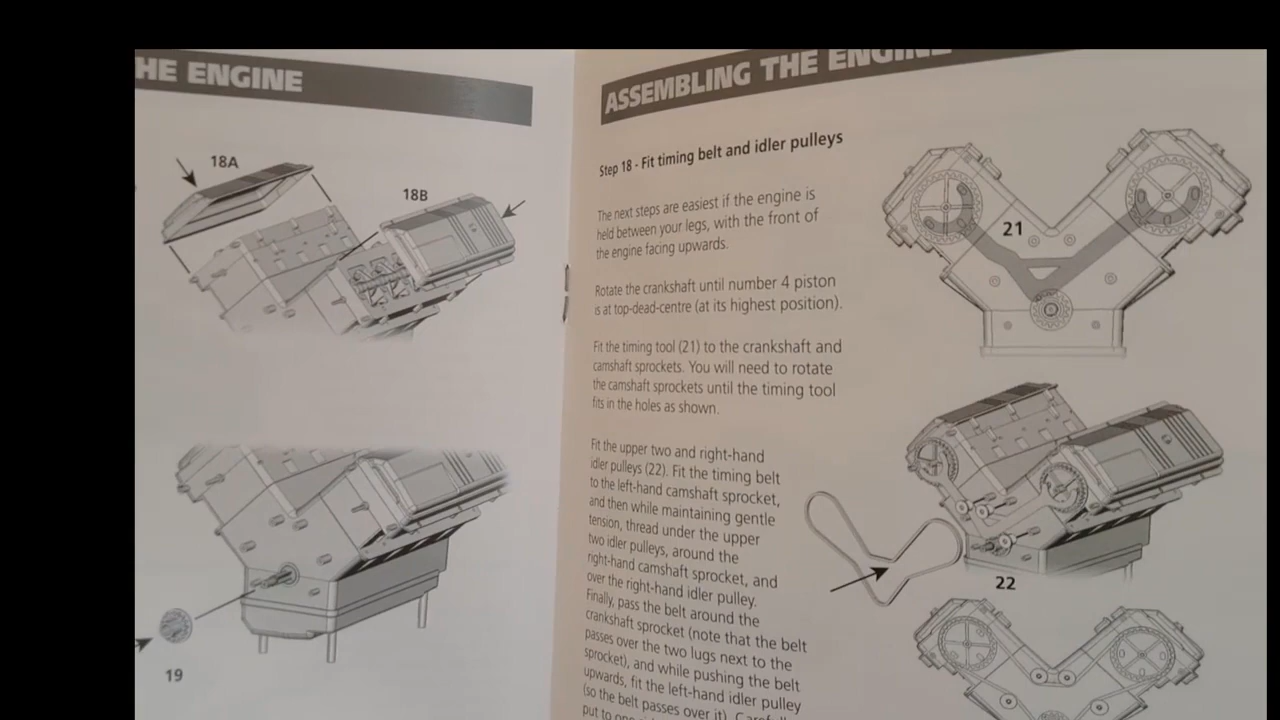 HE ENGINE
18A
18B
19
ASSEMBLING THE ENGINE
Step 18 - Fit timing belt and idler pulleys
The next steps are easiest if the engine is
held between your legs, with the front of
the engine facing upwards.
Rotate the crankshaft until number 4 piston
is at top-dead-centre (at its highest position).
Fit the timing tool (21) to the crankshaft and
camshaft sprockets. You will need to rotate
the camshaft sprockets until the timing tool
fits in the holes as shown.
Fit the upper two and right-hand
idler pulleys (22). Fit the timing belt
to the left-hand camshaft sprocket,
and then while maintaining gentle
tension, thread under the upper
two idler pulleys, around the
right-hand camshaft sprocket, and
over the right-hand idler pulley.
Finally, pass the belt around the
crankshaft sprocket (note that the belt
passes over the two lugs next to the
sprocket), and while pushing the belt
upwards, fit the left-hand idler pulley
(so the belt passes over it).
put to
21
22